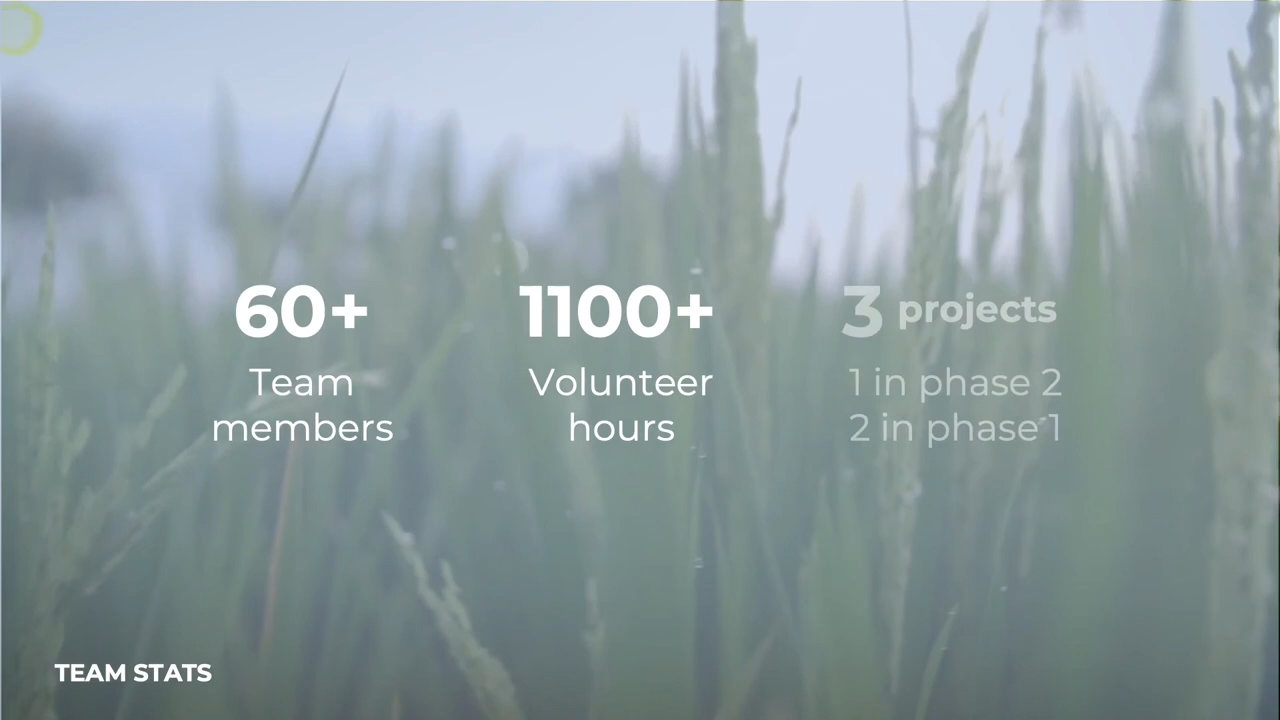 60+
Team
members
1100+
Volunteer
hours
3 projects
1 in phase 2
2 in phase 1
TEAM STATS